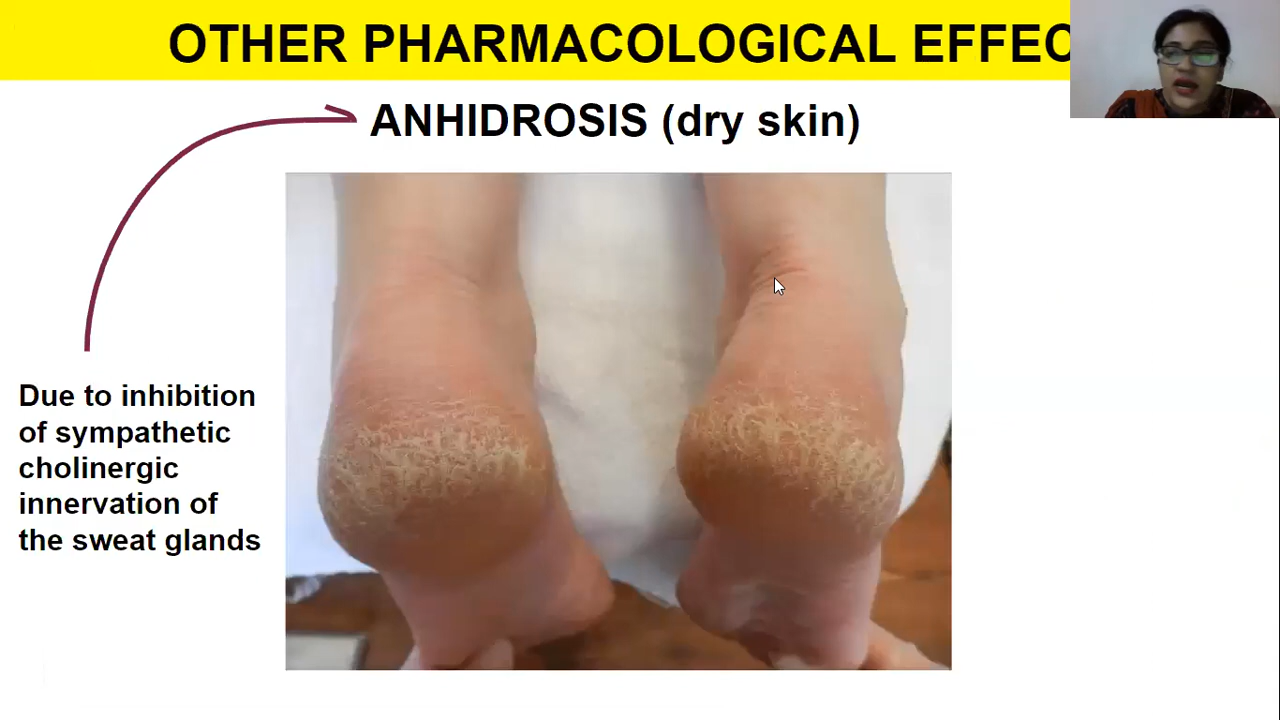 OTHER PHARMACOLOGICAL EFFEC
ANHIDROSIS (dry skin)
Due to inhibition
of sympathetic
cholinergic
innervation of
the sweat glands